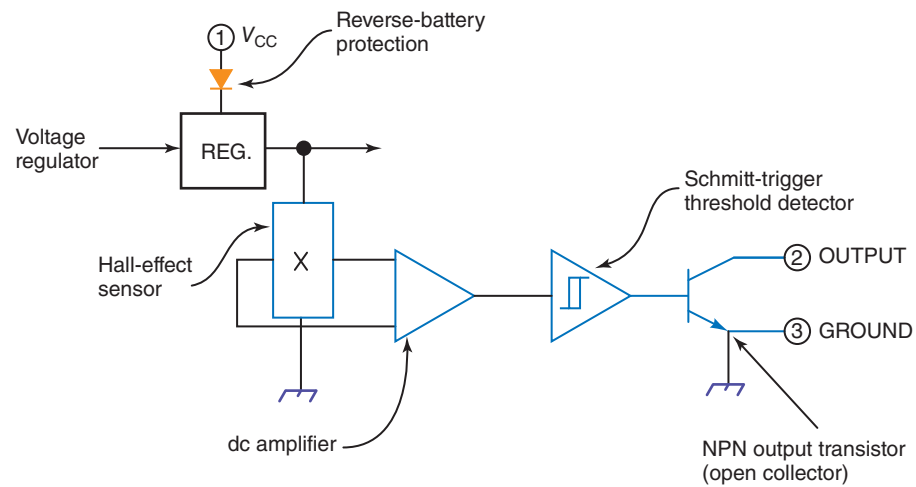 Reverse-battery
protection
1 VCC
Voltage
regulator
REG.
Schmitt-trigger
threshold detector
Hall-effect
sensor
X
2 OUTPUT
3 GROUND
dc amplifier
NPN output transistor
(open collector)